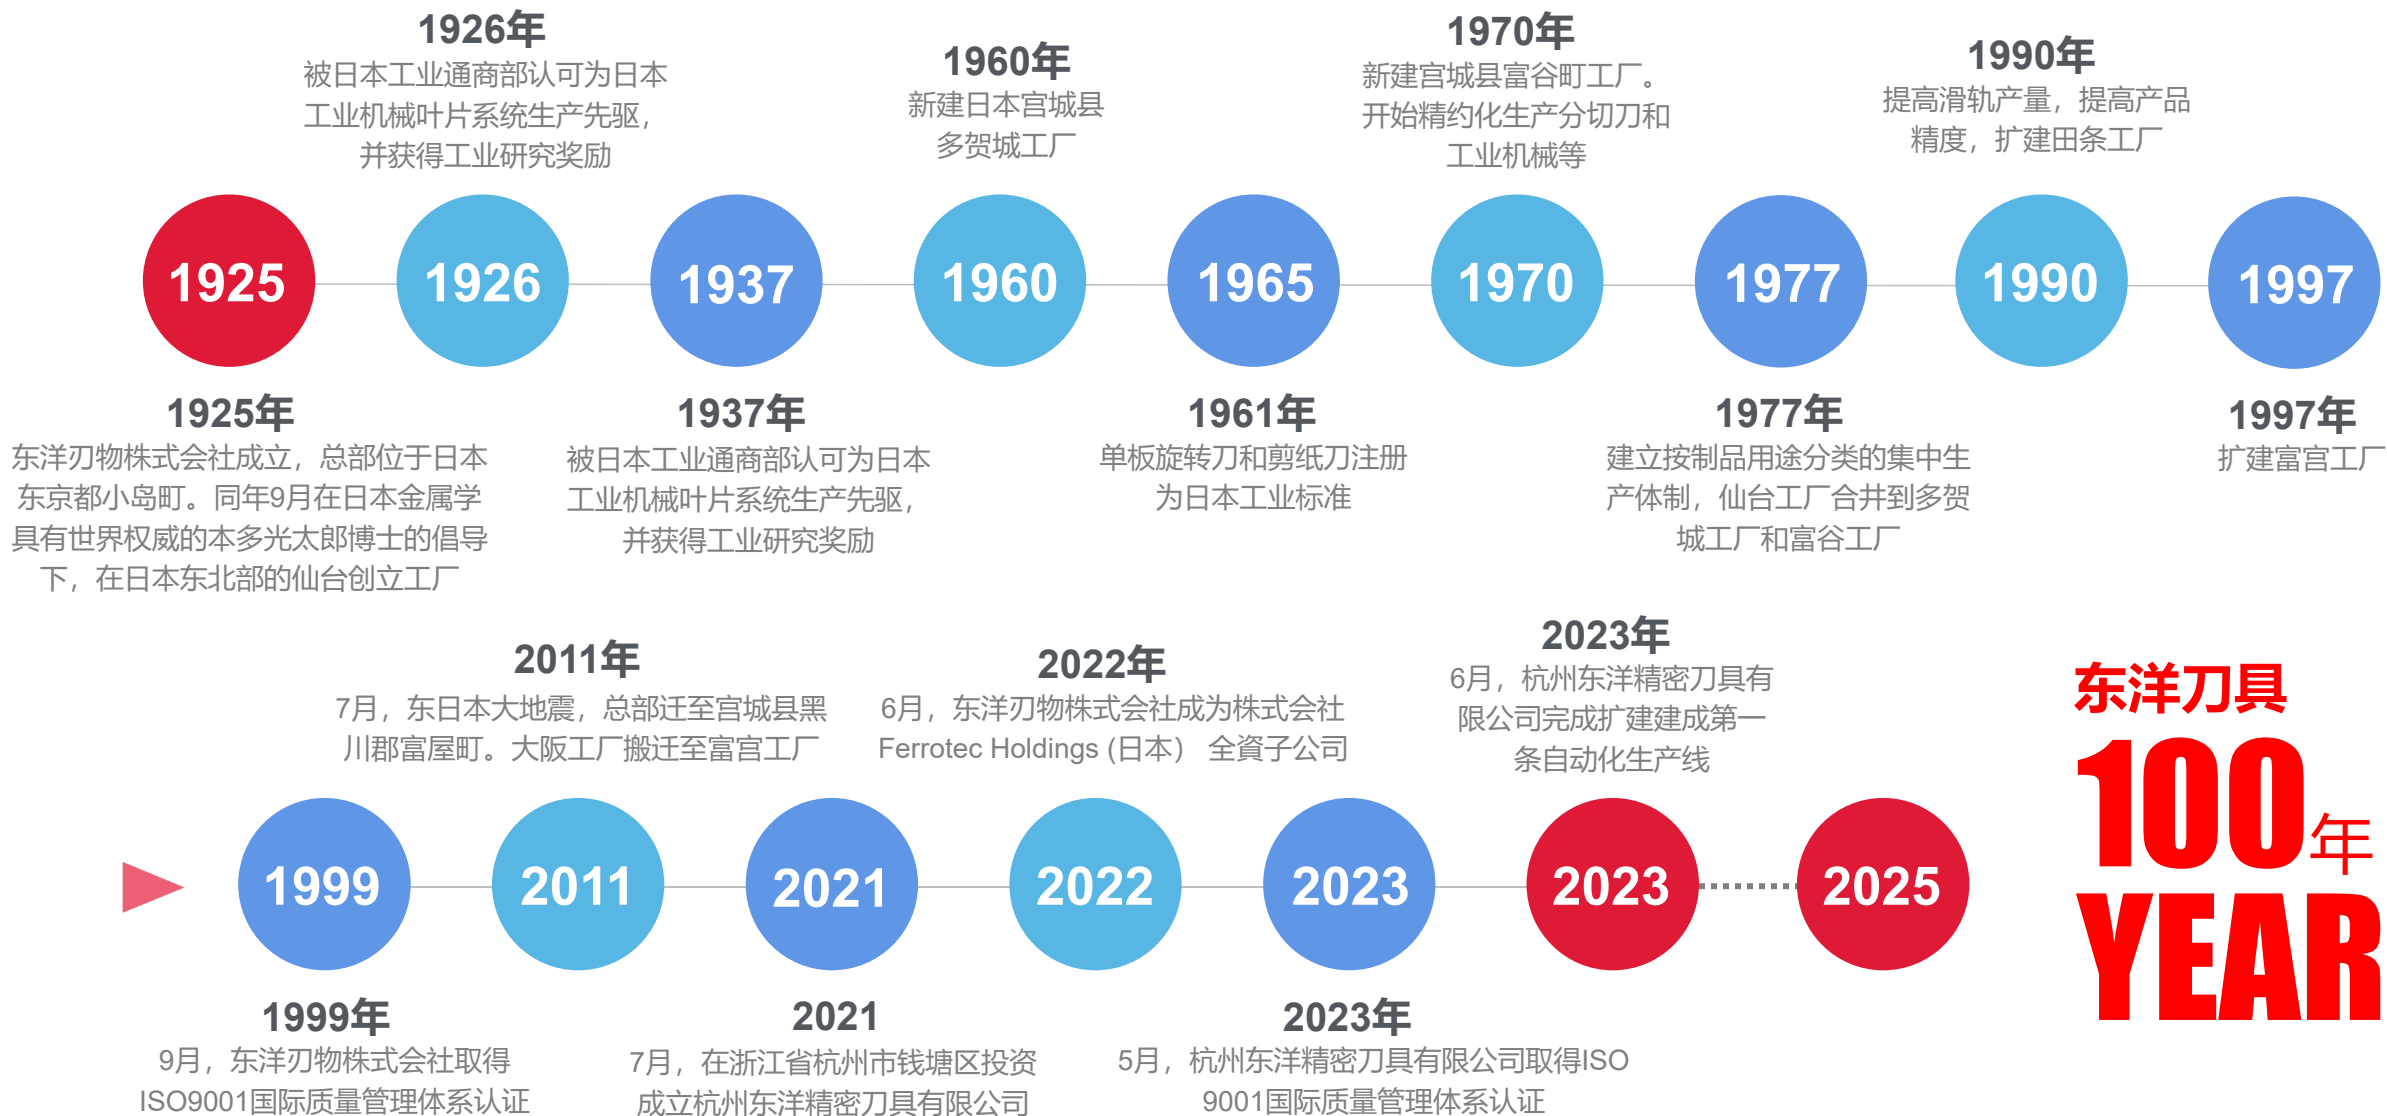 1926年
被日本工业通商部认可为日本
工业机械叶片系统生产先驱，
并获得工业研究奖励
1960年
新建日本宫城县
多贺城工厂
1970年
新建宫城县富谷町工厂。
开始精约化生产分切刀和
工业机械等
1990年
提高滑轨产量，提高产品
精度，扩建田条工厂
1925
1926
1937
1960
1965
1970
1977
1990
1997
1925年
东洋刃物株式会社成立，总部位于日本
东京都小岛町。同年9月在日本金属学
具有世界权威的本多光太郎博士的倡导
下，在日本东北部的仙台创立工厂
1937年
被日本工业通商部认可为日本
工业机械叶片系统生产先驱，
并获得工业研究奖励
1961年
单板旋转刀和剪纸刀注册
为日本工业标准
1977年
建立按制品用途分类的集中生
产体制，仙台工厂合并到多贺
城工厂和富谷工厂
1997年
扩建富宫工厂
2011年
7月，东日本大地震，总部迁至宫城县黑
川郡富屋町。大阪工厂搬迁至富宫工厂
2022年
6月，东洋刃物株式会社成为株式会社
Ferrotec Holdings (日本） 全資子公司
2023年
6月，杭州东洋精密刀具有
限公司完成扩建建成第一
条自动化生产线
1999
2011
2021
2022
2023
2023
2025
东洋刀具
100年
YEAR
1999年
9月，东洋刃物株式会社取得
ISO9001国际质量管理体系认证
2021
7月，在浙江省杭州市钱塘区投资
成立杭州东洋精密刀具有限公司
2023年
5月，杭州东洋精密刀具有限公司取得ISO
9001国际质量管理体系认证